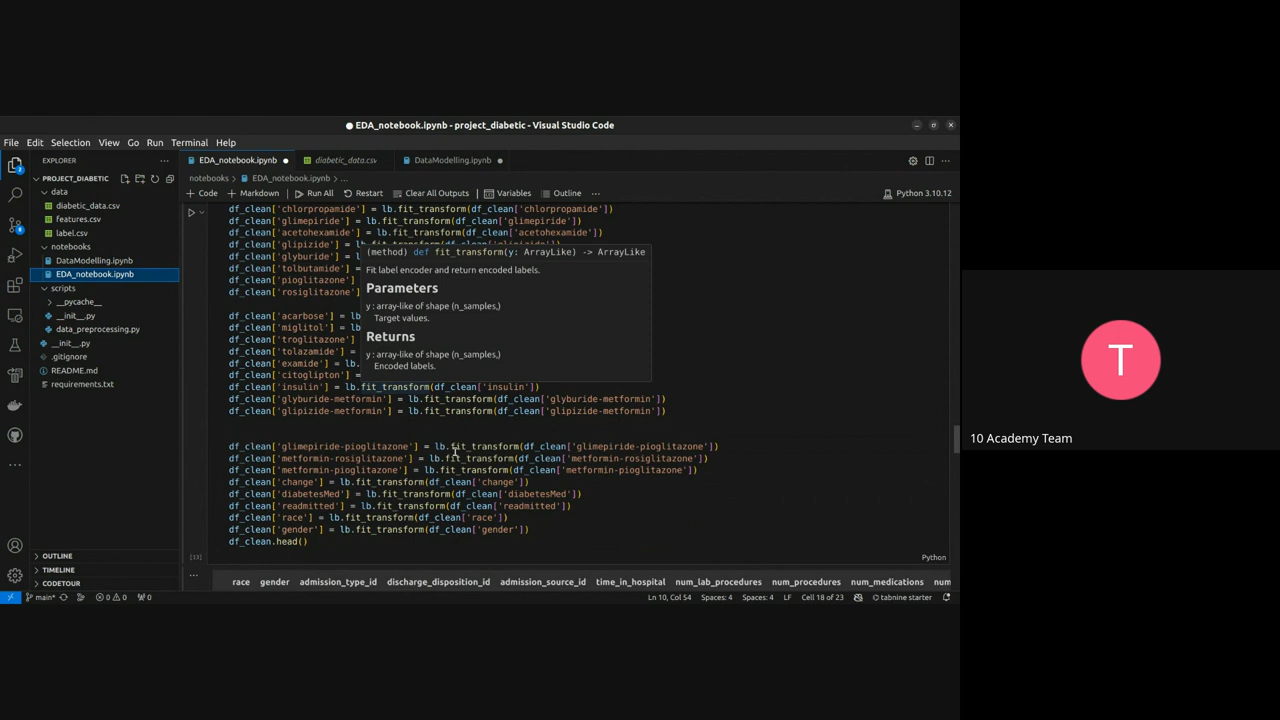 EDA_notebook.ipynb - project_diabetic - Visual Studio Code
File Edit Selection View Go Run Terminal Help
EXPLORER
EDA_notebook.ipynb
diabetic_data.csv
DataModelling.ipynb
PROJECT_DIABETIC
data
diabetic_data.csv
features.csv
label.csv
notebooks
DataModelling.ipynb
EDA_notebook.ipynb
scripts
__pycache__
__init__.py
data_preprocessing.py
__init__.py
.gitignore
README.md
requirements.txt
OUTLINE
TIMELINE
CODETOUR
notebooks > EDA_notebook.ipynb > ...
+ Code + Markdown Run All Restart Clear All Outputs Variables Outline ... Python 3.10.12
df_clean['chlorpropamide'] = lb.fit_transform(df_clean['chlorpropamide'])
df_clean['glimepiride'] = lb.fit_transform(df_clean['glimepiride'])
df_clean['acetohexamide'] = lb.fit_transform(df_clean['acetohexamide'])
df_clean['glipizide'] = lb.fit_transform(df_clean['glipizide'])
df_clean['glyburide'] =
df_clean['tolbutamide'
df_clean['pioglitazone'
df_clean['rosiglitazone'
df_clean['acarbose'] = lb
df_clean['miglitol'] = lb
df_clean['troglitazone']
df_clean['tolazamide'] =
df_clean['examide'] = lb.
df_clean['citoglipton'] =
df_clean['insulin'] = lb.fit_transform(df_clean['insulin'])
df_clean['glyburide-metformin'] = lb.fit_transform(df_clean['glyburide-metformin'])
df_clean['glipizide-metformin'] = lb.fit_transform(df_clean['glipizide-metformin'])
(method) def fit_transform(y: ArrayLike) -> ArrayLike
Fit label encoder and return encoded labels.
Parameters
y : array-like of shape (n_samples,)
Target values.
Returns
y : array-like of shape (n_samples,)
Encoded labels.
df_clean['glimepiride-pioglitazone'] = lb.fit_transform(df_clean['glimepiride-pioglitazone'])
df_clean['metformin-rosiglitazone'] = lb.fit_transform(df_clean['metformin-rosiglitazone'])
df_clean['metformin-pioglitazone'] = lb.fit_transform(df_clean['metformin-pioglitazone'])
df_clean['change'] = lb.fit_transform(df_clean['change'])
df_clean['diabetesMed'] = lb.fit_transform(df_clean['diabetesMed'])
df_clean['readmitted'] = lb.fit_transform(df_clean['readmitted'])
df_clean['race'] = lb.fit_transform(df_clean['race'])
df_clean['gender'] = lb.fit_transform(df_clean['gender'])
df_clean.head()
[13] Python
race gender admission_type_id discharge_disposition_id admission_source_id time_in_hospital num_lab_procedures num_procedures num_medications num
main* 0 0 0 Ln 10, Col 54 Spaces: 4 Spaces: 4 LF Cell 18 of 23 tabnine starter
T
10 Academy Team